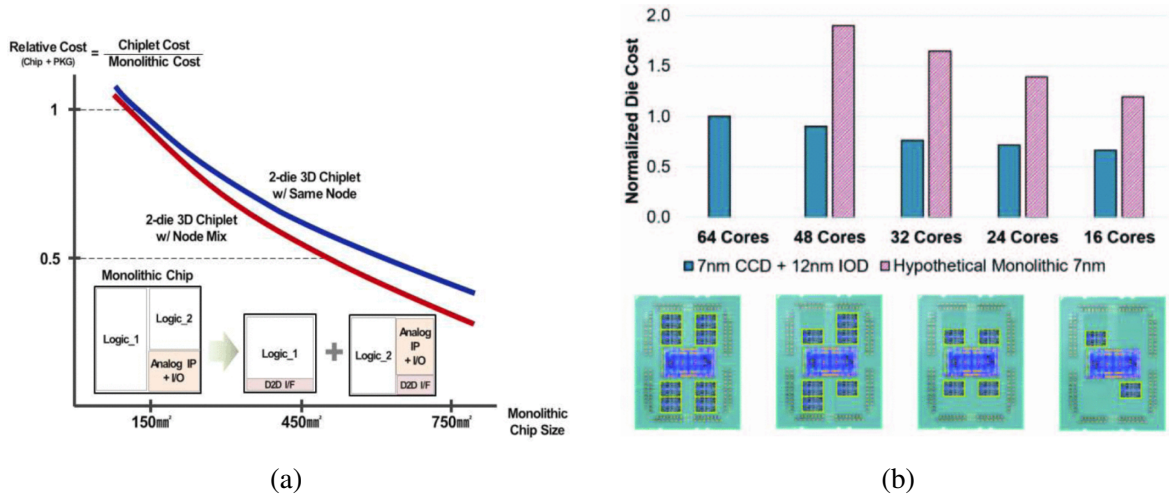 Relative Cost = Chiplet Cost
(Chip + PKG) Monolithic Cost
1
2-die 3D Chiplet
w/ Same Node
2-die 3D Chiplet
w/ Node Mix
0.5
Monolithic Chip
Logic_1
Logic_2
Analog IP
+ I/O
Logic_1
D2D I/F
+
Logic_2
Analog
IP
+ I/O
D2D I/F
150㎟
450㎟
750㎟
Monolithic
Chip Size
(a)
Normalized Die Cost
2.0
1.5
1.0
0.5
0.0
64 Cores 48 Cores 32 Cores 24 Cores 16 Cores
7nm CCD + 12nm IOD Hypothetical Monolithic 7nm
(b)